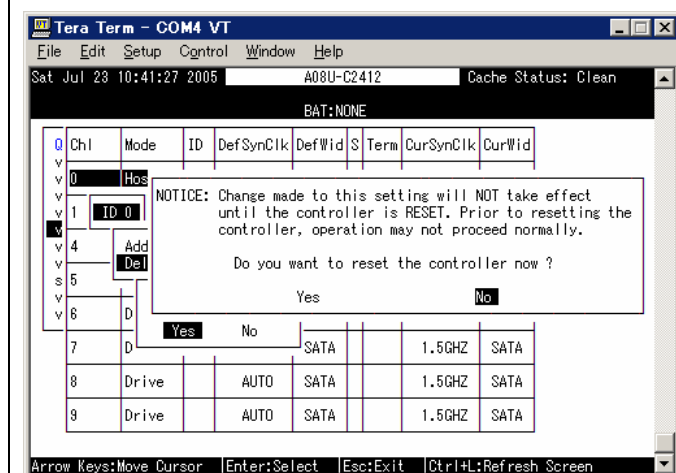 Tera Term - COM4 VT
File Edit Setup Control Window Help
Sat Jul 23 10:41:27 2005 A08U-C2412 Cache Status: Clean
BAT:NONE
Q Chl Mode ID DefSynClk DefWid S Term CurSynClk CurWid
v
v 0 Hos
v NOTICE: Change made to this setting will NOT take effect
v 1 ID 0 until the controller is RESET. Prior to resetting the
v controller, operation may not proceed normally.
v 4 Add
v Del Do you want to reset the controller now ?
s 5
v Yes No
v 6 D
Yes No
7 D SATA 1.5GHZ SATA
8 Drive AUTO SATA 1.5GHZ SATA
9 Drive AUTO SATA 1.5GHZ SATA
Arrow Keys:Move Cursor |Enter:Select |Esc:Exit |Ctrl+L:Refresh Screen